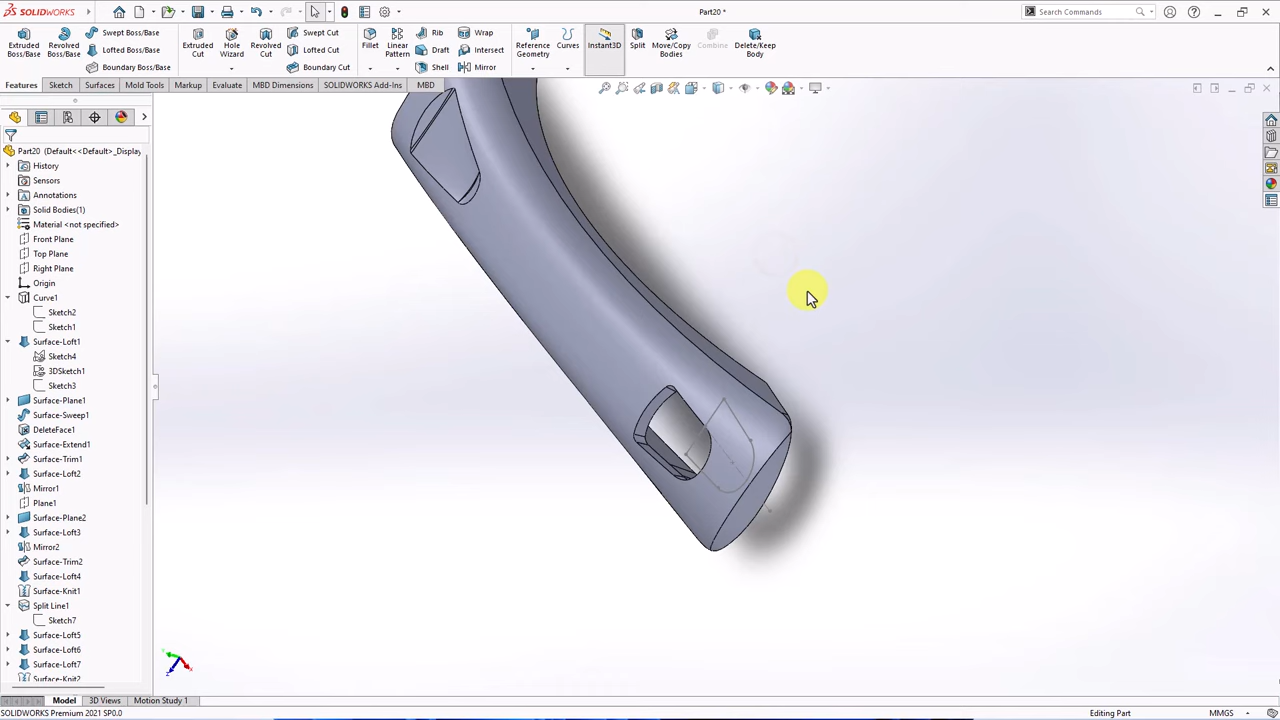 SOLIDWORKS
Part20 *
Search Commands
Extruded Boss/Base
Revolved Boss/Base
Swept Boss/Base
Lofted Boss/Base
Boundary Boss/Base
Extruded Cut
Hole Wizard
Revolved Cut
Swept Cut
Lofted Cut
Boundary Cut
Fillet
Linear Pattern
Rib
Draft
Shell
Wrap
Intersect
Mirror
Reference Geometry
Curves
Instant3D
Split
Move/Copy Bodies
Combine
Delete/Keep Body
Features
Sketch
Surfaces
Mold Tools
Markup
Evaluate
MBD Dimensions
SOLIDWORKS Add-Ins
MBD
Part20 (Default<<Default>_Display
History
Sensors
Annotations
Solid Bodies(1)
Material <not specified>
Front Plane
Top Plane
Right Plane
Origin
Curve1
Sketch2
Sketch1
Surface-Loft1
Sketch4
3DSketch1
Sketch3
Surface-Plane1
Surface-Sweep1
DeleteFace1
Surface-Extend1
Surface-Trim1
Surface-Loft2
Mirror1
Plane1
Surface-Plane2
Surface-Loft3
Mirror2
Surface-Trim2
Surface-Loft4
Surface-Knit1
Split Line1
Sketch7
Surface-Loft5
Surface-Loft6
Surface-Loft7
Surface-Knit2
Model
3D Views
Motion Study 1
SOLIDWORKS Premium 2021 SP0.0
Editing Part
MMGS